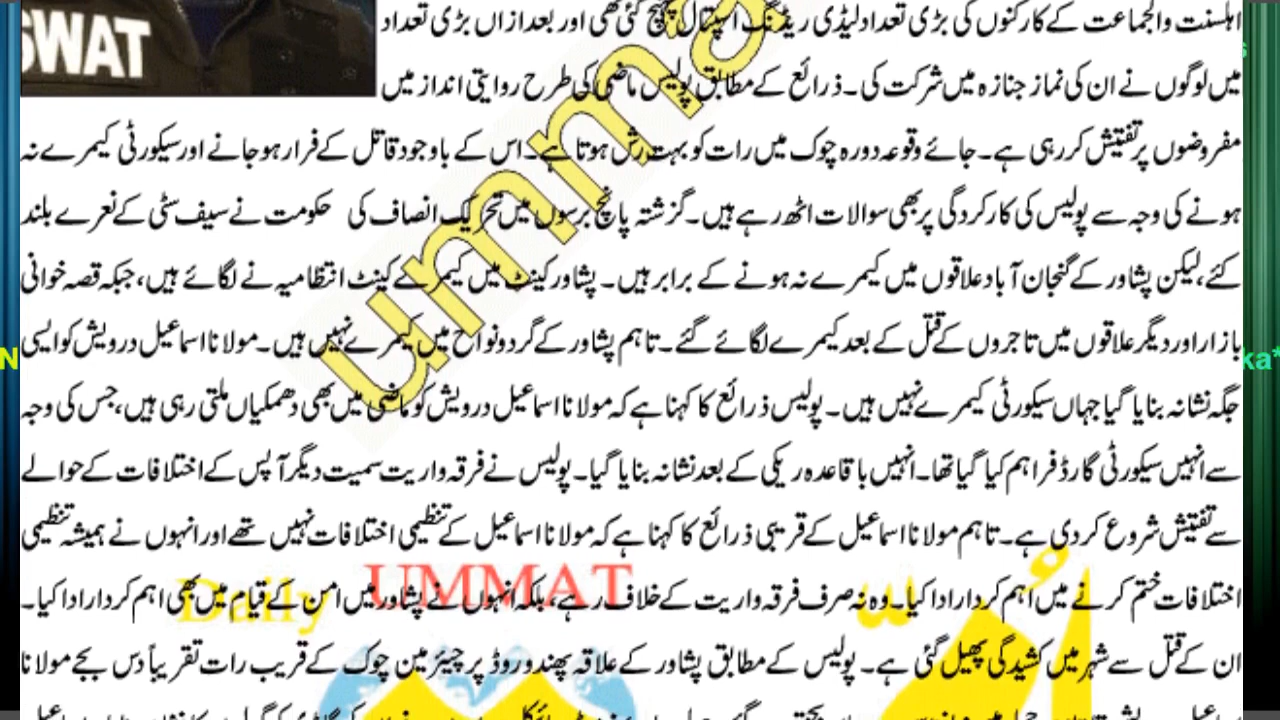 SWAT
اہلسنت والجماعت کے کارکنوں کی بڑی تعداد لیڈی ریڈنگ اسپتال پہنچ گئی تھی اور بعدازاں بڑی تعداد
میں لوگوں نے ان کی نماز جنازہ میں شرکت کی۔ ذرائع کے مطابق پولیس ماضی کی طرح روایتی انداز میں
مفروضوں پر تفتیش کر رہی ہے۔ جائے وقوعہ دورہ چوک میں رات کو بہت رش ہوتا ہے۔ اس کے باوجود قاتل کے فرار ہو جانے اور سیکورٹی کیمرے نہ
ہونے کی وجہ سے پولیس کی کارکردگی پر بھی سوالات اٹھ رہے ہیں۔ گزشتہ پانچ برسوں میں تحریک انصاف کی حکومت نے سیف سٹی کے نعرے بلند
کئے، لیکن پشاور کے گنجان آباد علاقوں میں کیمرے نہ ہونے کے برابر ہیں۔ پشاور کینٹ میں کیمرے کینٹ انتظامیہ نے لگائے ہیں، جبکہ قصہ خوانی
بازار اور دیگر علاقوں میں تاجروں کے قتل کے بعد کیمرے لگائے گئے۔ تاہم پشاور کے گرد و نواح میں کیمرے نہیں ہیں۔ مولانا اسماعیل درویش کو ایسی
جگہ نشانہ بنایا گیا جہاں سیکورٹی کیمرے نہیں ہیں۔ پولیس ذرائع کا کہنا ہے کہ مولانا اسماعیل درویش کو ماضی میں بھی دھمکیاں ملتی رہی ہیں، جس کی وجہ
سے انہیں سیکورٹی گارڈ فراہم کیا گیا تھا۔ انہیں باقاعدہ ریکی کے بعد نشانہ بنایا گیا۔ پولیس نے فرقہ واریت سمیت دیگر آپس کے اختلافات کے حوالے
سے تفتیش شروع کر دی ہے۔ تاہم مولانا اسماعیل کے قریبی ذرائع کا کہنا ہے کہ مولانا اسماعیل کے تنظیمی اختلافات نہیں تھے اور انہوں نے ہمیشہ تنظیمی
اختلافات ختم کرنے میں اہم کردار ادا کیا۔ وہ نہ صرف فرقہ واریت کے خلاف رہے، بلکہ انہوں نے پشاور میں امن کے قیام میں بھی اہم کردار ادا کیا۔
ان کے قتل سے شہر میں کشیدگی پھیل گئی ہے۔ پولیس کے مطابق پشاور کے علاقہ پھندو روڈ پر چیئرمین چوک کے قریب رات تقریباً دس بجے مولانا
umma
Daily UMMAT
N
ka*